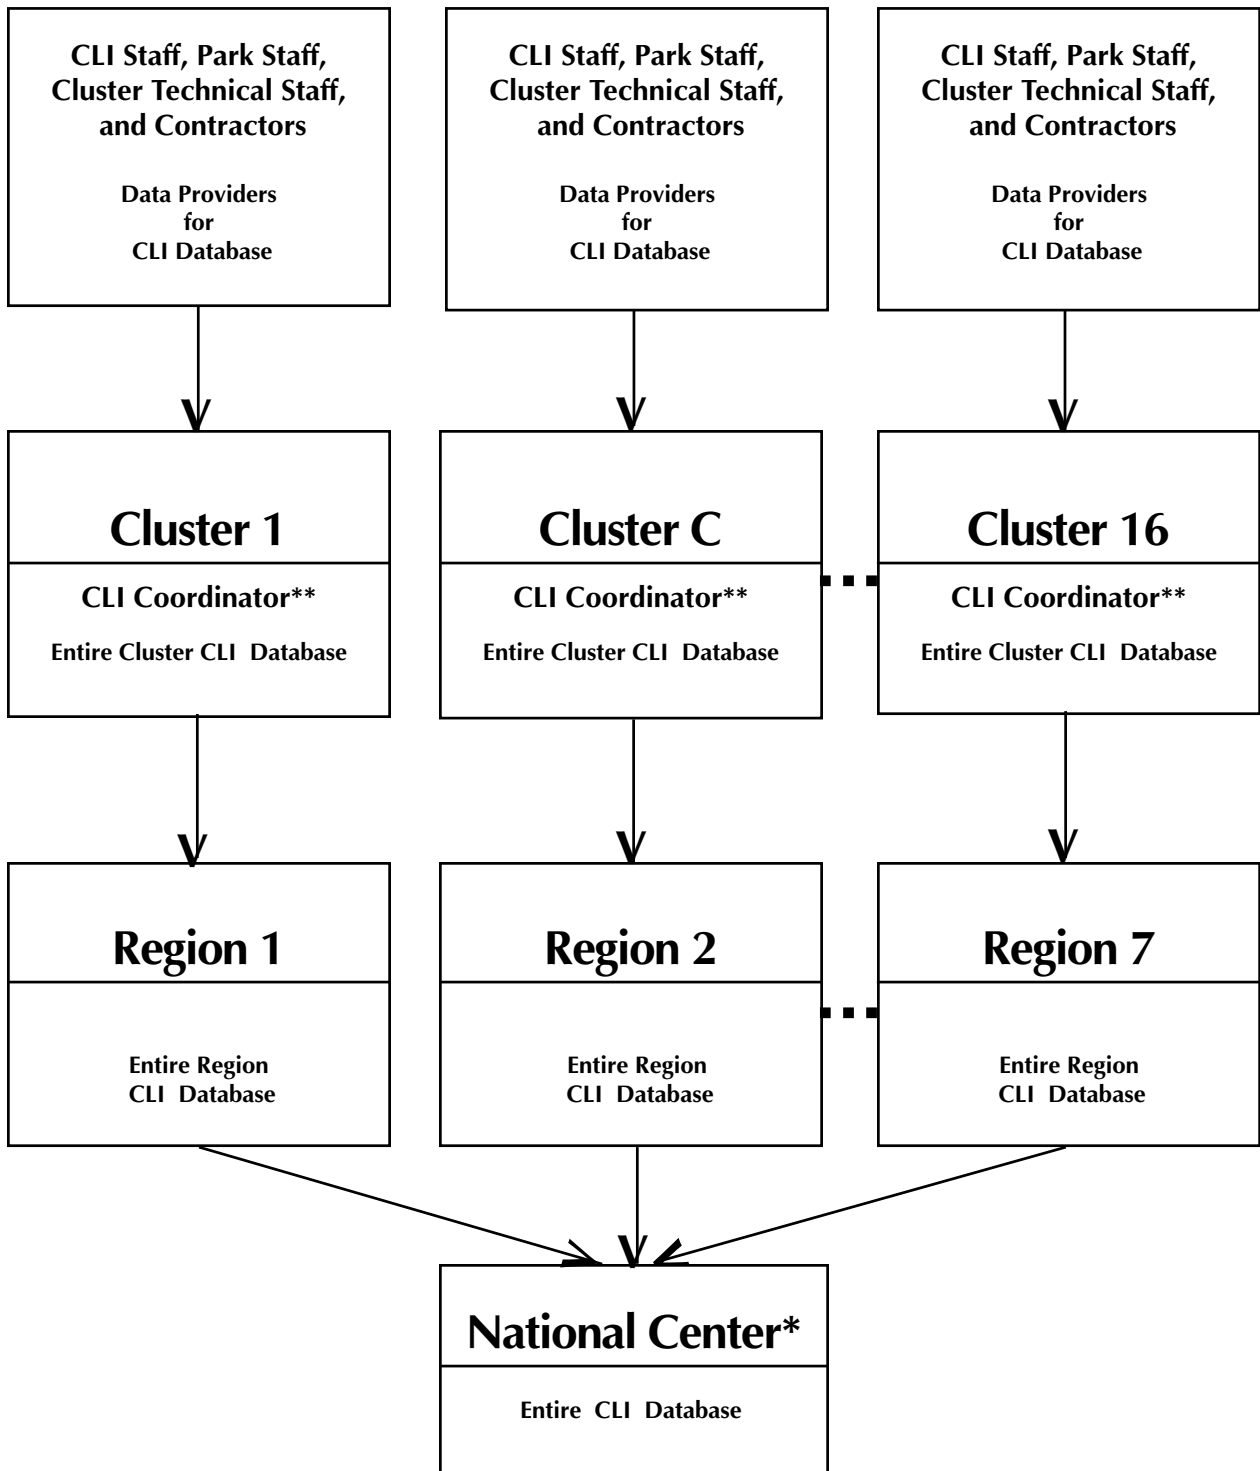 CLI Staff, Park Staff,
Cluster Technical Staff,
and Contractors
Data Providers
for
CLI Database
CLI Staff, Park Staff,
Cluster Technical Staff,
and Contractors
Data Providers
for
CLI Database
CLI Staff, Park Staff,
Cluster Technical Staff,
and Contractors
Data Providers
for
CLI Database
Cluster 1
CLI Coordinator**
Entire Cluster CLI Database
Cluster C
CLI Coordinator**
Entire Cluster CLI Database
Cluster 16
CLI Coordinator**
Entire Cluster CLI Database
Region 1
Entire Region
CLI Database
Region 2
Entire Region
CLI Database
Region 7
Entire Region
CLI Database
National Center*
Entire CLI Database